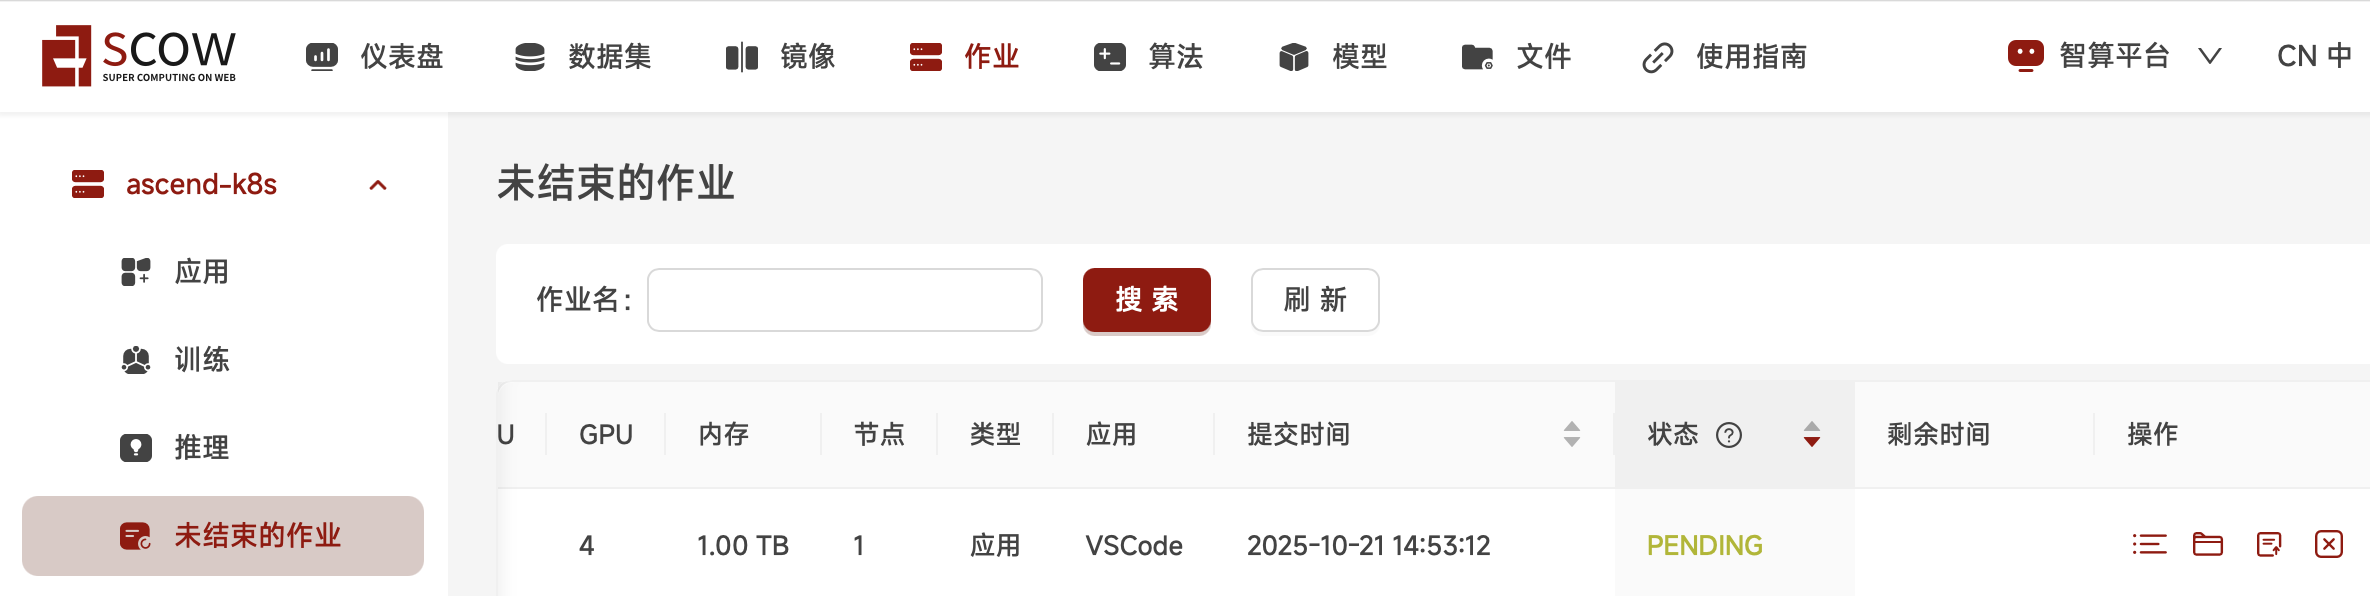 SCOW
SUPER COMPUTING ON WEB
仪表盘 数据集 镜像 作业 算法 模型 文件 使用指南 智算平台 CN 中
ascend-k8s
应用
训练
推理
未结束的作业
未结束的作业
作业名: 搜 索 刷 新
U GPU 内存 节点 类型 应用 提交时间 状态 ? 剩余时间 操作
4 1.00 TB 1 应用 VSCode 2025-10-21 14:53:12 PENDING